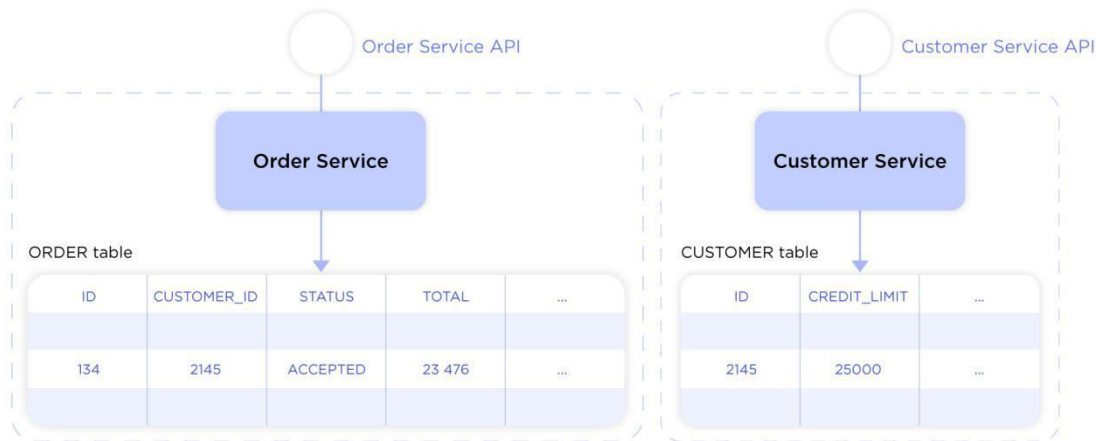 Order Service API
Customer Service API
Order Service
Customer Service
ORDER table
ID CUSTOMER_ID STATUS TOTAL ...
134 2145 ACCEPTED 23 476 ...
CUSTOMER table
ID CREDIT_LIMIT ...
2145 25000 ...